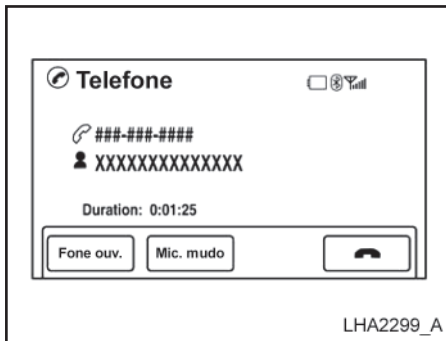 Telefone
###-###-####
XXXXXXXXXXXXXX
Duration: 0:01:25
Fone ouv. Mic. mudo
LHA2299_A